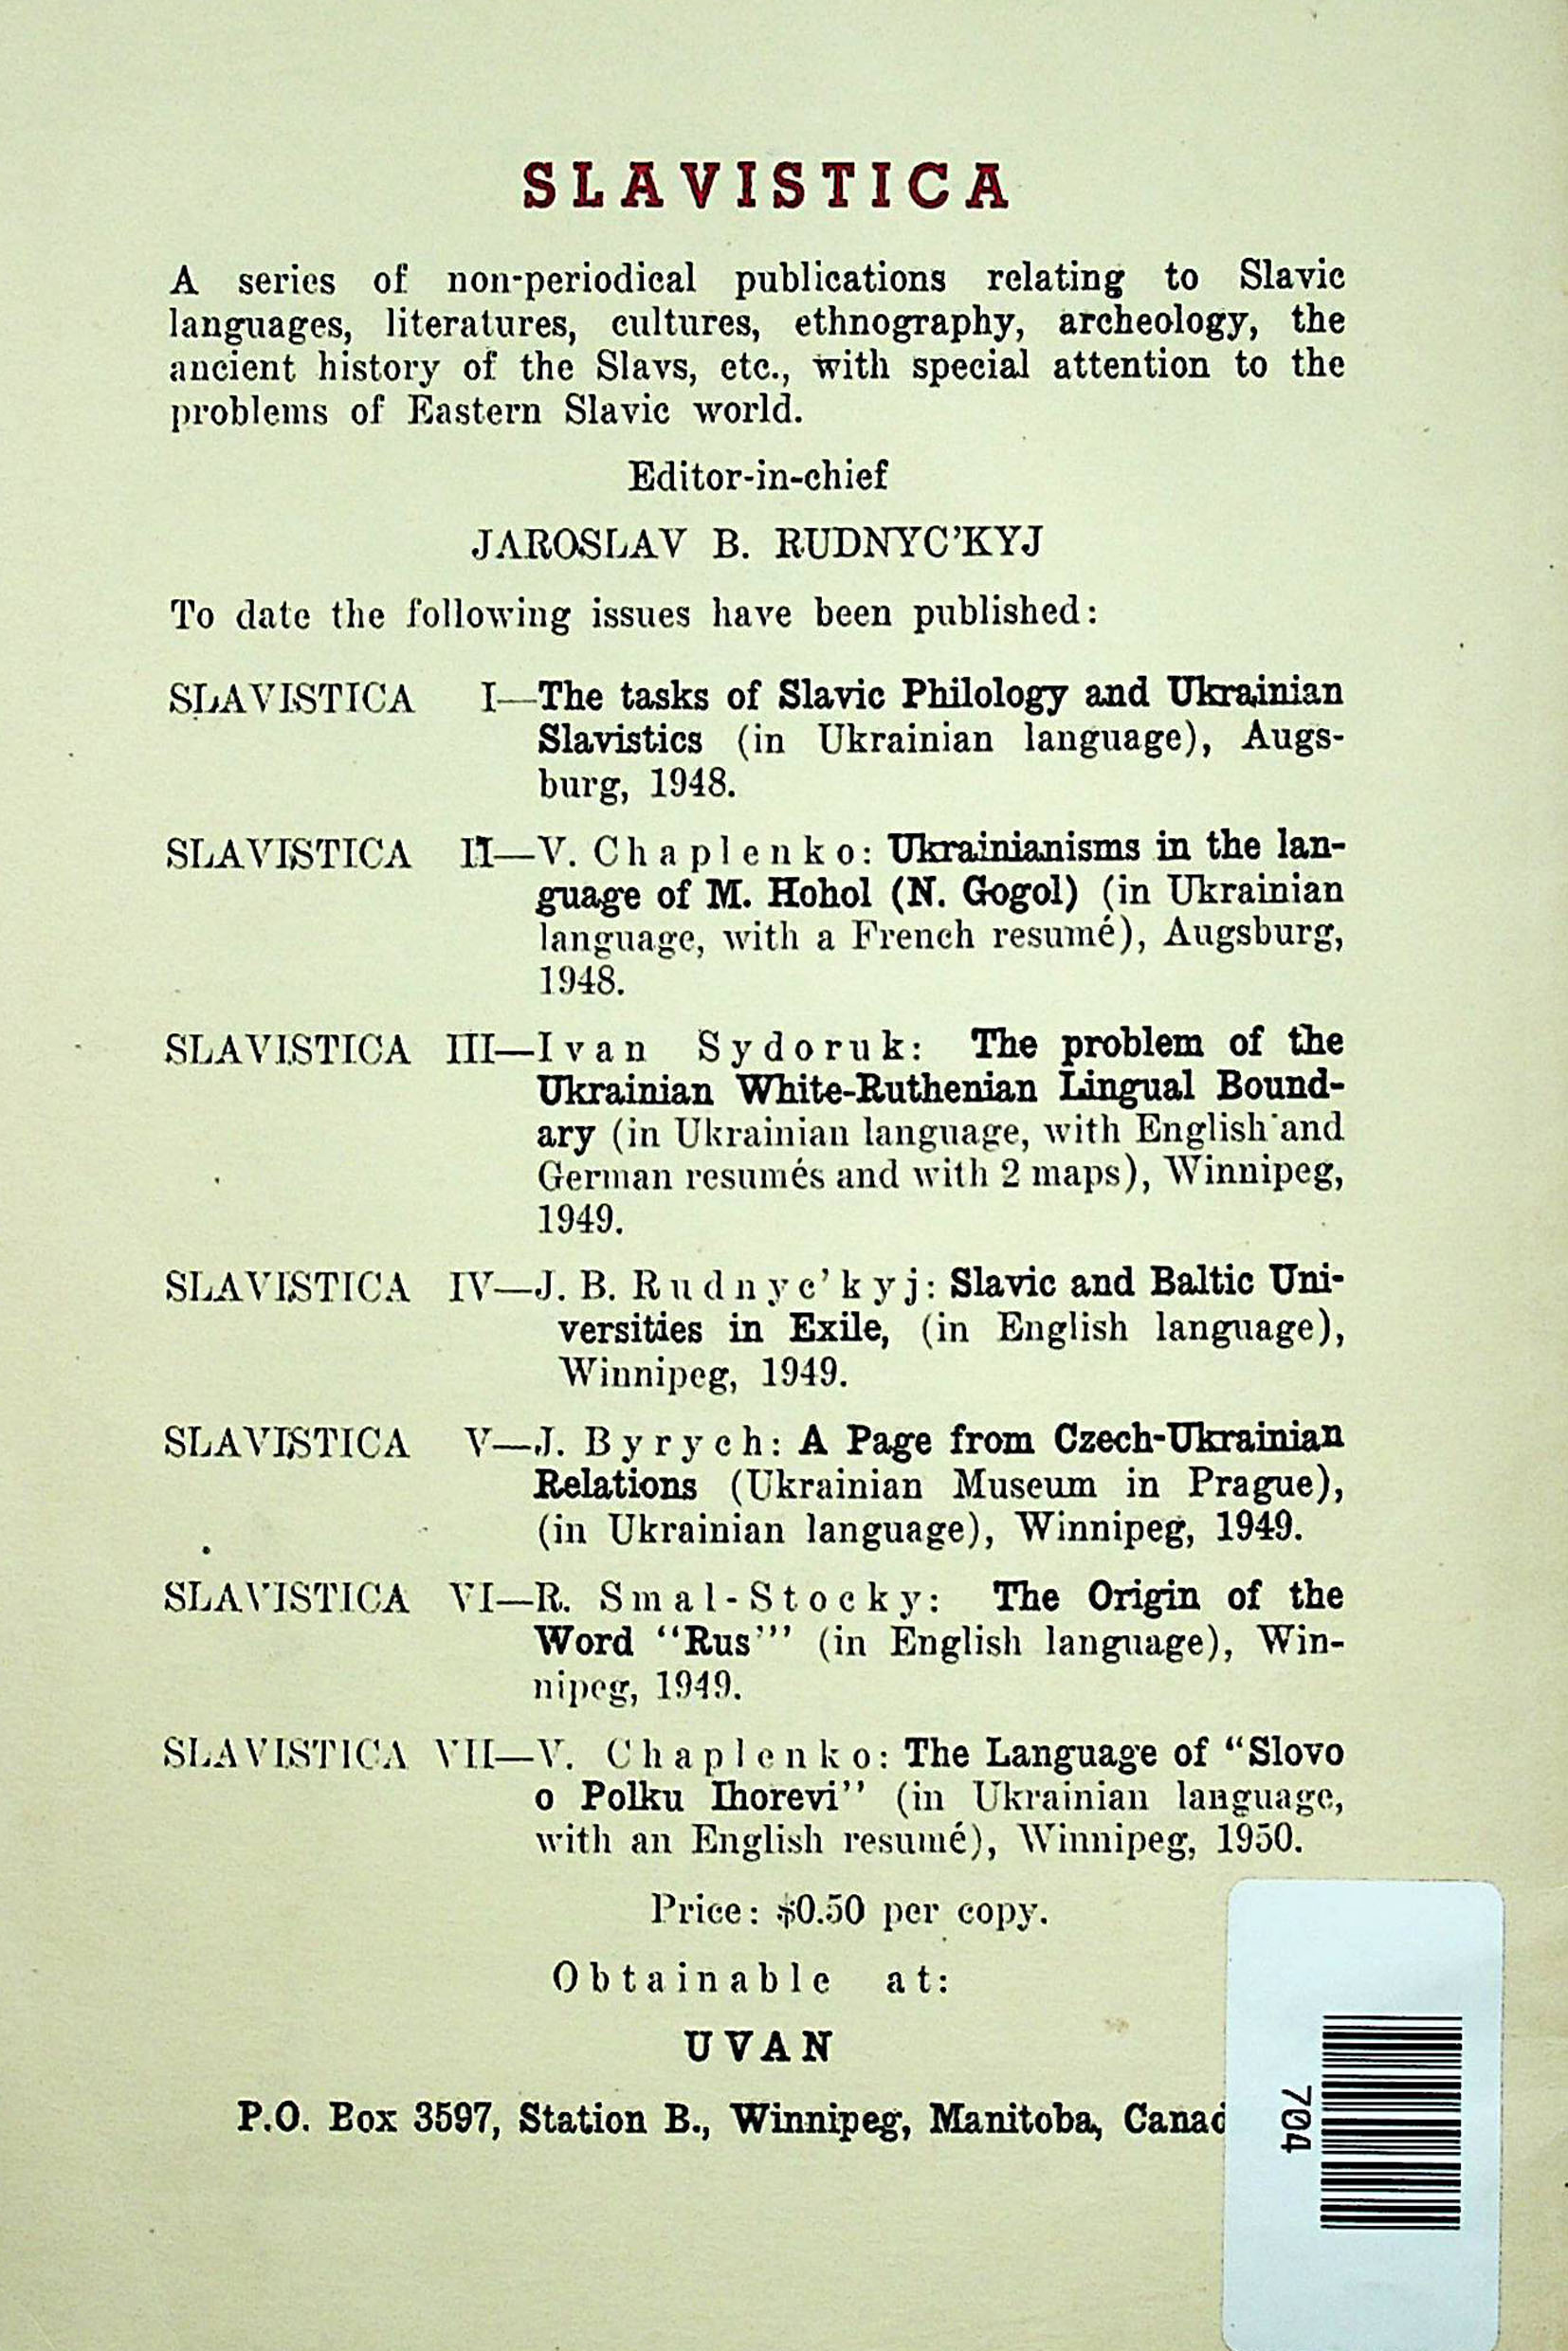 SLAVISTICA
A series of non-periodical publications relating to Slavic
languages, literatures, cultures, ethnography, archeology, the
ancient history of the Slavs, etc., with special attention to the
problems of Eastern Slavic world.
Editor-in-chief
JAROSLAV B. RUDNYC'KYJ
To date the following issues have been published:
SLAVISTICA I—The tasks of Slavic Philology and Ukrainian
Slavistics (in Ukrainian language), Augs-
burg, 1948.
SLAVISTICA II—V. Chaplenko: Ukrainianisms in the lan-
guage of M. Hohol (N. Gogol) (in Ukrainian
language, with a French resumé), Augsburg,
1948.
SLAVISTICA III—Ivan Sydoruk: The problem of the
Ukrainian White-Ruthenian Lingual Bound-
ary (in Ukrainian language, with English and
German resumés and with 2 maps), Winnipeg,
1949.
SLAVISTICA IV—J. B. Rudnyc'kyj: Slavic and Baltic Uni-
versities in Exile, (in English language),
Winnipeg, 1949.
SLAVISTICA V—J. Byrych: A Page from Czech-Ukrainian
Relations (Ukrainian Museum in Prague),
(in Ukrainian language), Winnipeg, 1949.
SLAVISTICA VI—R. Smal-Stocky: The Origin of the
Word “Rus’” (in English language), Win-
nipeg, 1949.
SLAVISTICA VII—V. Chaplenko: The Language of “Slovo
o Polku Ihorevi” (in Ukrainian language,
with an English resumé), Winnipeg, 1950.
Price: $0.50 per copy.
Obtainable at:
UVAN
P.O. Box 3597, Station B., Winnipeg, Manitoba, Canad
704